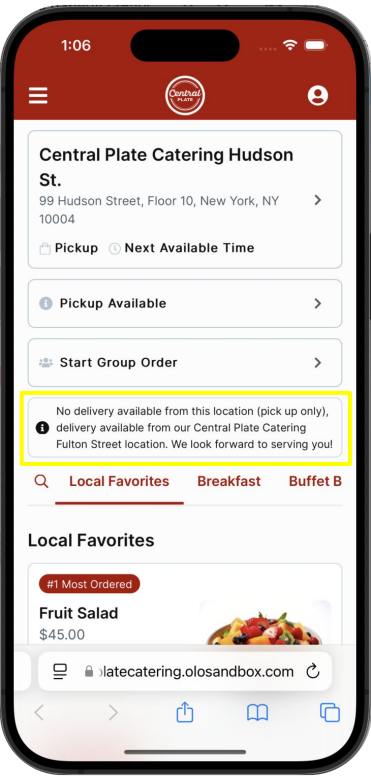 1:06
Central
PLATE
Central Plate Catering Hudson
St.
99 Hudson Street, Floor 10, New York, NY
10004
Pickup Next Available Time
Pickup Available
Start Group Order
No delivery available from this location (pick up only),
delivery available from our Central Plate Catering
Fulton Street location. We look forward to serving you!
Local Favorites Breakfast Buffet B
Local Favorites
#1 Most Ordered
Fruit Salad
$45.00
latecatering.olosandbox.com